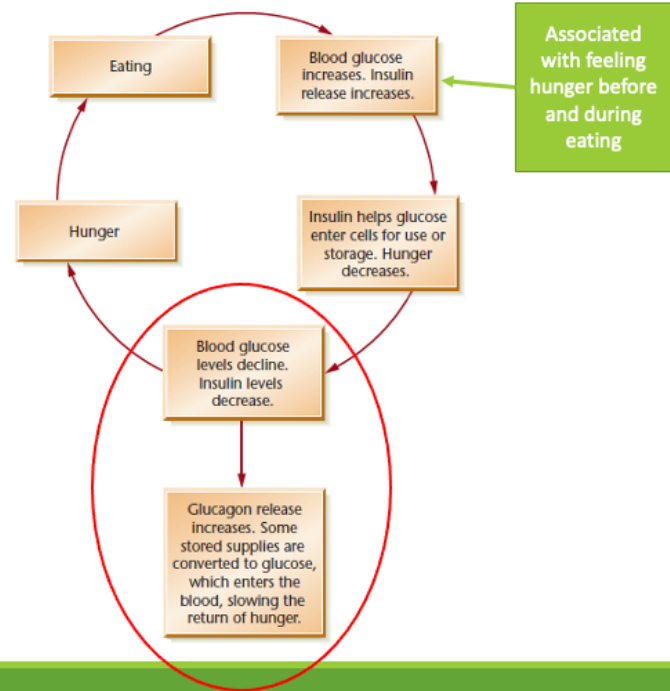 Eating
Blood glucose
increases. Insulin
release increases.
Associated
with feeling
hunger before
and during
eating
Hunger
Insulin helps glucose
enter cells for use or
storage. Hunger
decreases.
Blood glucose
levels decline.
Insulin levels
decrease.
Glucagon release
increases. Some
stored supplies are
converted to glucose,
which enters the
blood, slowing the
return of hunger.